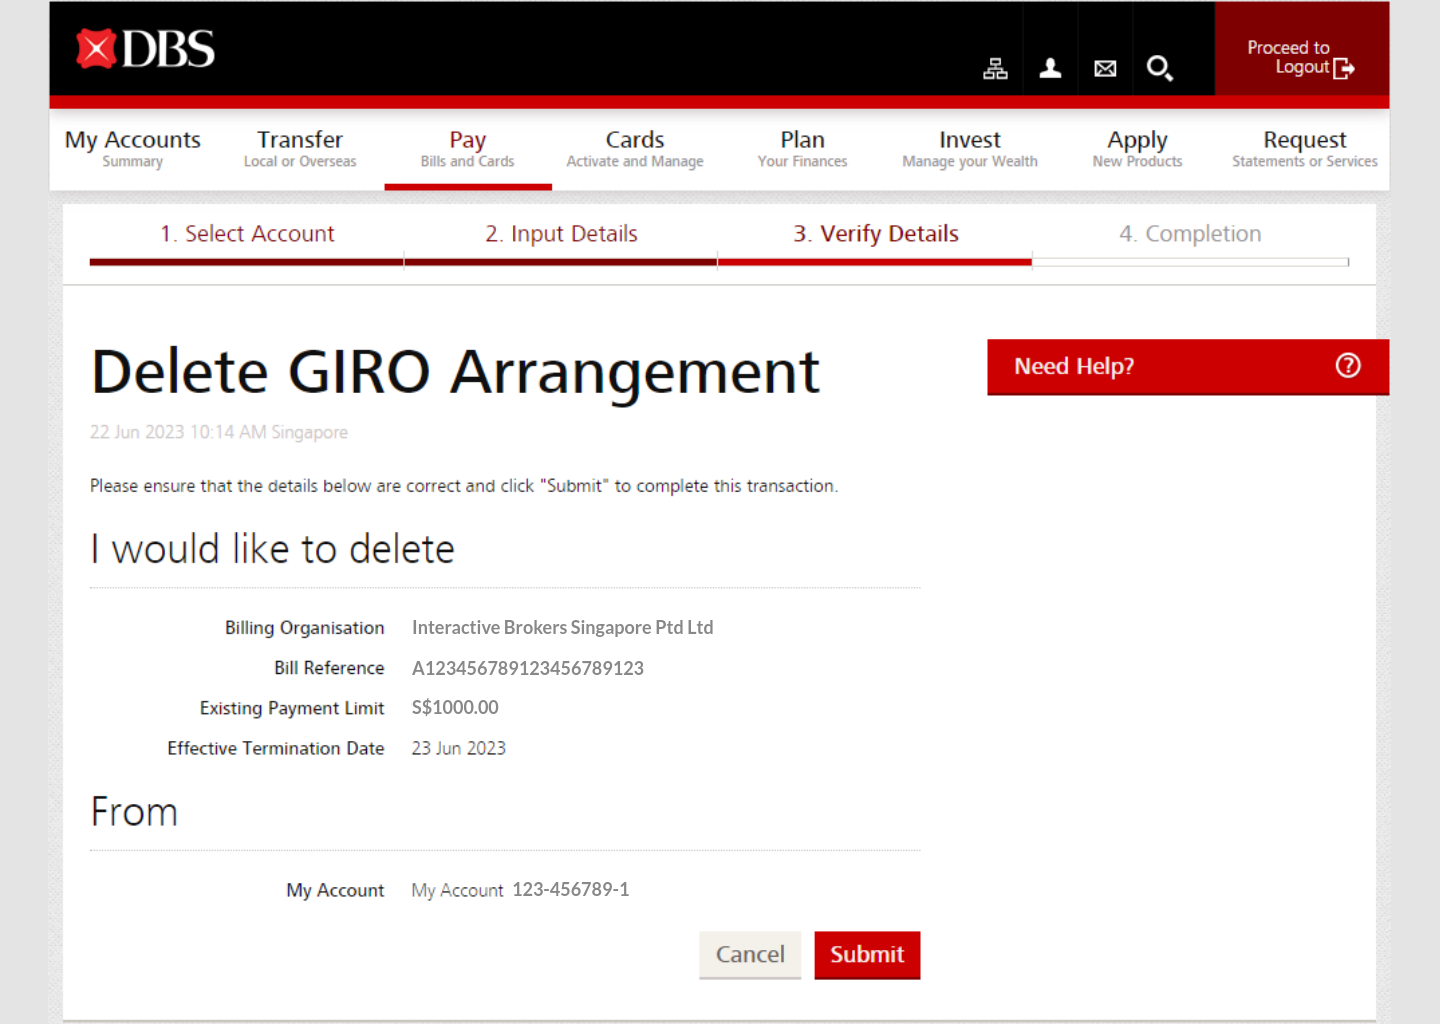 DBS
Proceed to
Logout
My Accounts
Summary
Transfer
Local or Overseas
Pay
Bills and Cards
Cards
Activate and Manage
Plan
Your Finances
Invest
Manage your Wealth
Apply
New Products
Request
Statements or Services
1. Select Account
2. Input Details
3. Verify Details
4. Completion
Delete GIRO Arrangement
Need Help?
22 Jun 2023 10:14 AM Singapore
Please ensure that the details below are correct and click "Submit" to complete this transaction.
I would like to delete
Billing Organisation Interactive Brokers Singapore Ptd Ltd
Bill Reference A123456789123456789123
Existing Payment Limit S$1000.00
Effective Termination Date 23 Jun 2023
From
My Account My Account 123-456789-1
Cancel Submit